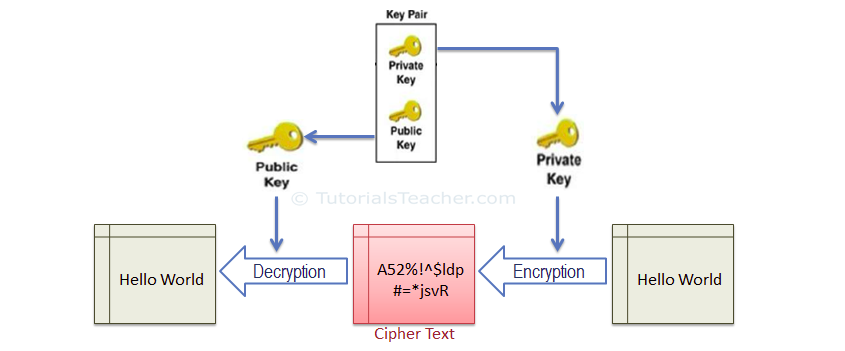 Key Pair
Private
Key
Public
Key
Public
Key
Private
Key
© TutorialsTeacher.com
Hello World
Decryption
A52%!^$ldp
#=*jsvR
Encryption
Hello World
Cipher Text